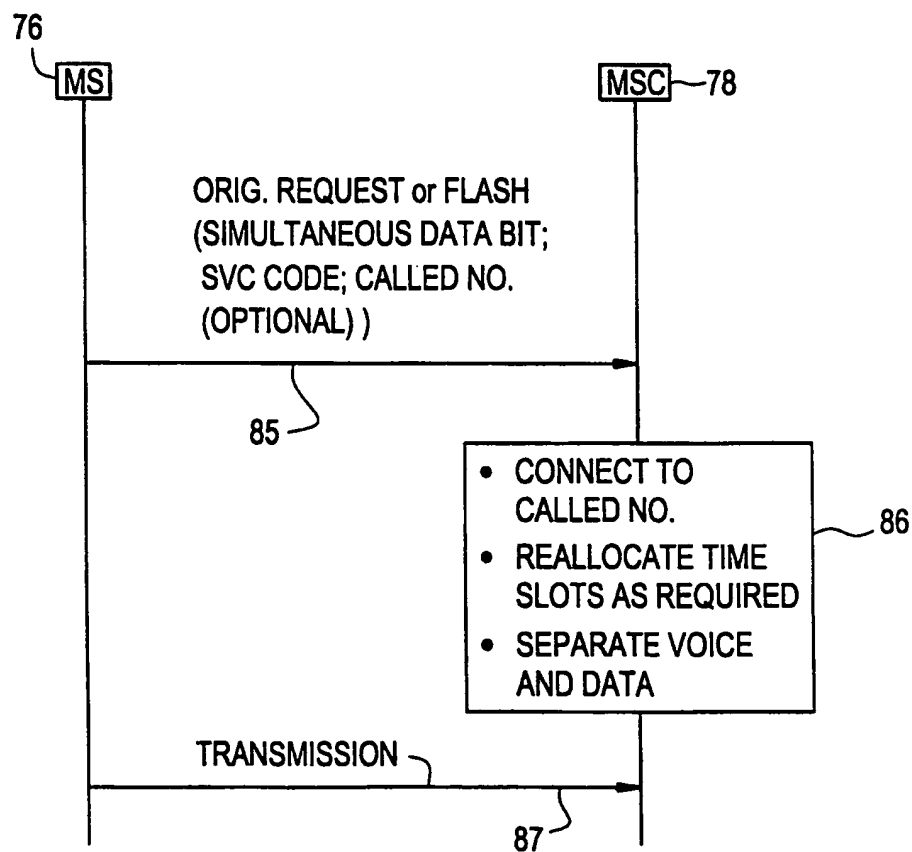 76
MS
MSC
78
ORIG. REQUEST or FLASH
(SIMULTANEOUS DATA BIT;
SVC CODE; CALLED NO.
(OPTIONAL) )
85
• CONNECT TO
CALLED NO.
• REALLOCATE TIME
SLOTS AS REQUIRED
• SEPARATE VOICE
AND DATA
86
TRANSMISSION
87